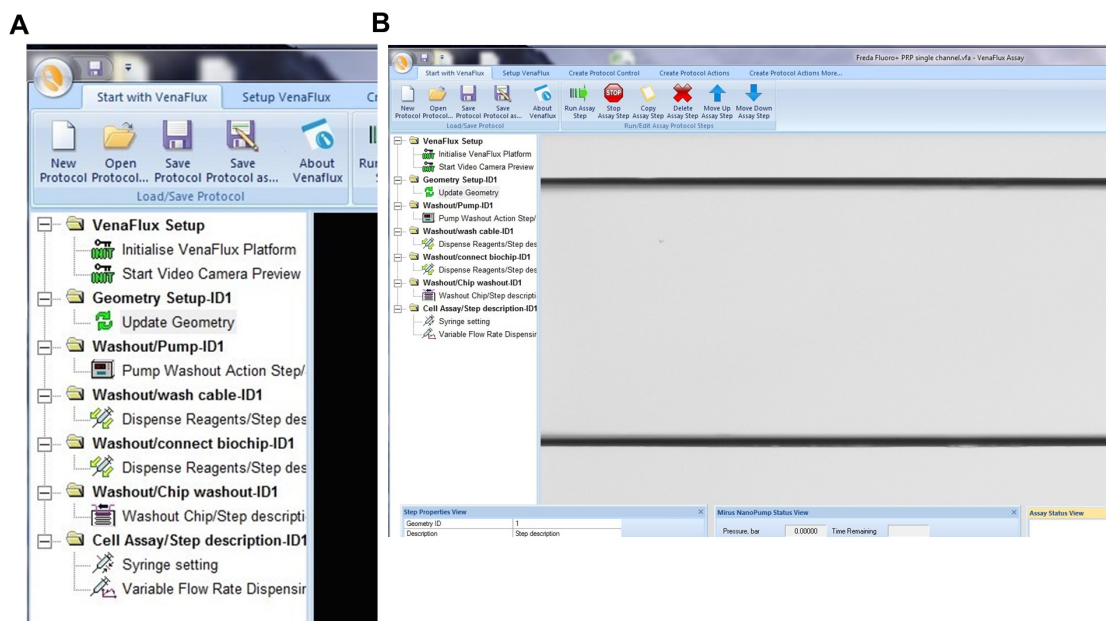 A
Start with VenaFlux Setup VenaFlux
New Protocol Open Protocol... Save Protocol Save Protocol as... About Venaflux Run
Load/Save Protocol
VenaFlux Setup
Initialise VenaFlux Platform
Start Video Camera Preview
Geometry Setup-ID1
Update Geometry
Washout/Pump-ID1
Pump Washout Action Step/
Washout/wash cable-ID1
Dispense Reagents/Step des
Washout/connect biochip-ID1
Dispense Reagents/Step des
Washout/Chip washout-ID1
Washout Chip/Step descripti
Cell Assay/Step description-ID1
Syringe setting
Variable Flow Rate Dispensin
B
Freda Fluoro+ PRP single channel.vfa - VenaFlux Assay
Start with VenaFlux Setup VenaFlux Create Protocol Control Create Protocol Actions Create Protocol Actions More...
New Protocol Open Protocol... Save Protocol Save Protocol as... About Venaflux Run Assay Step Stop Assay Step Copy Assay Step Delete Assay Step Move Up Assay Step Move Down Assay Step
Load/Save Protocol Run/Edit Assay Protocol Steps
VenaFlux Setup
Initialise VenaFlux Platform
Start Video Camera Preview
Geometry Setup-ID1
Update Geometry
Washout/Pump-ID1
Pump Washout Action Step/
Washout/wash cable-ID1
Dispense Reagents/Step des
Washout/connect biochip-ID1
Dispense Reagents/Step des
Washout/Chip washout-ID1
Washout Chip/Step descripti
Cell Assay/Step description-ID1
Syringe setting
Variable Flow Rate Dispensin
Step Properties View
Geometry ID 1
Description Step description
Mirus NanoPump Status View
Pressure, bar 0.00000 Time Remaining
Assay Status View